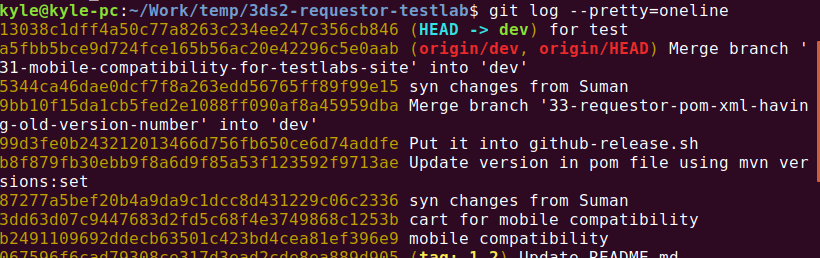 kyle@kyle-pc:~/Work/temp/3ds2-requestor-testlab$ git log --pretty=oneline
13038c1dff4a50c77a8263c234ee247c356cb846 (HEAD -> dev) for test
a5fbb5bce9d724fce165b56ac20e42296c5e0aab (origin/dev, origin/HEAD) Merge branch '
31-mobile-compatibility-for-testlabs-site' into 'dev'
5344ca46dae0dcf7f8a263edd56765ff89f99e15 syn changes from Suman
9bb10f15da1cb5fed2e1088ff090af8a45959dba Merge branch '33-requestor-pom-xml-havin
g-old-version-number' into 'dev'
99d3fe0b243212013466d756fb650ce6d74addfe Put it into github-release.sh
b8f879fb30ebb9f8a6d9f85a53f123592f9713ae Update version in pom file using mvn ver
sions:set
87277a5bef20b4a9da9c1dcc8d431229c06c2336 syn changes from Suman
3dd63d07c9447683d2fd5c68f4e3749868c1253b cart for mobile compatibility
b2491109692ddecb63501c423bd4cea81ef396e9 mobile compatibility
067596f6cad79308ce317d3ead2cde8ea889d905 (tag: 1.2) Update README.md